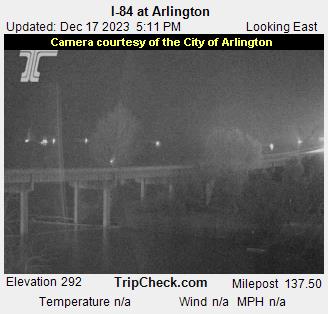 I-84 at Arlington
Updated: Dec 17 2023 5:11 PM Looking East
Camera courtesy of the City of Arlington
Elevation 292 TripCheck.com Milepost 137.50
Temperature n/a Wind n/a MPH n/a